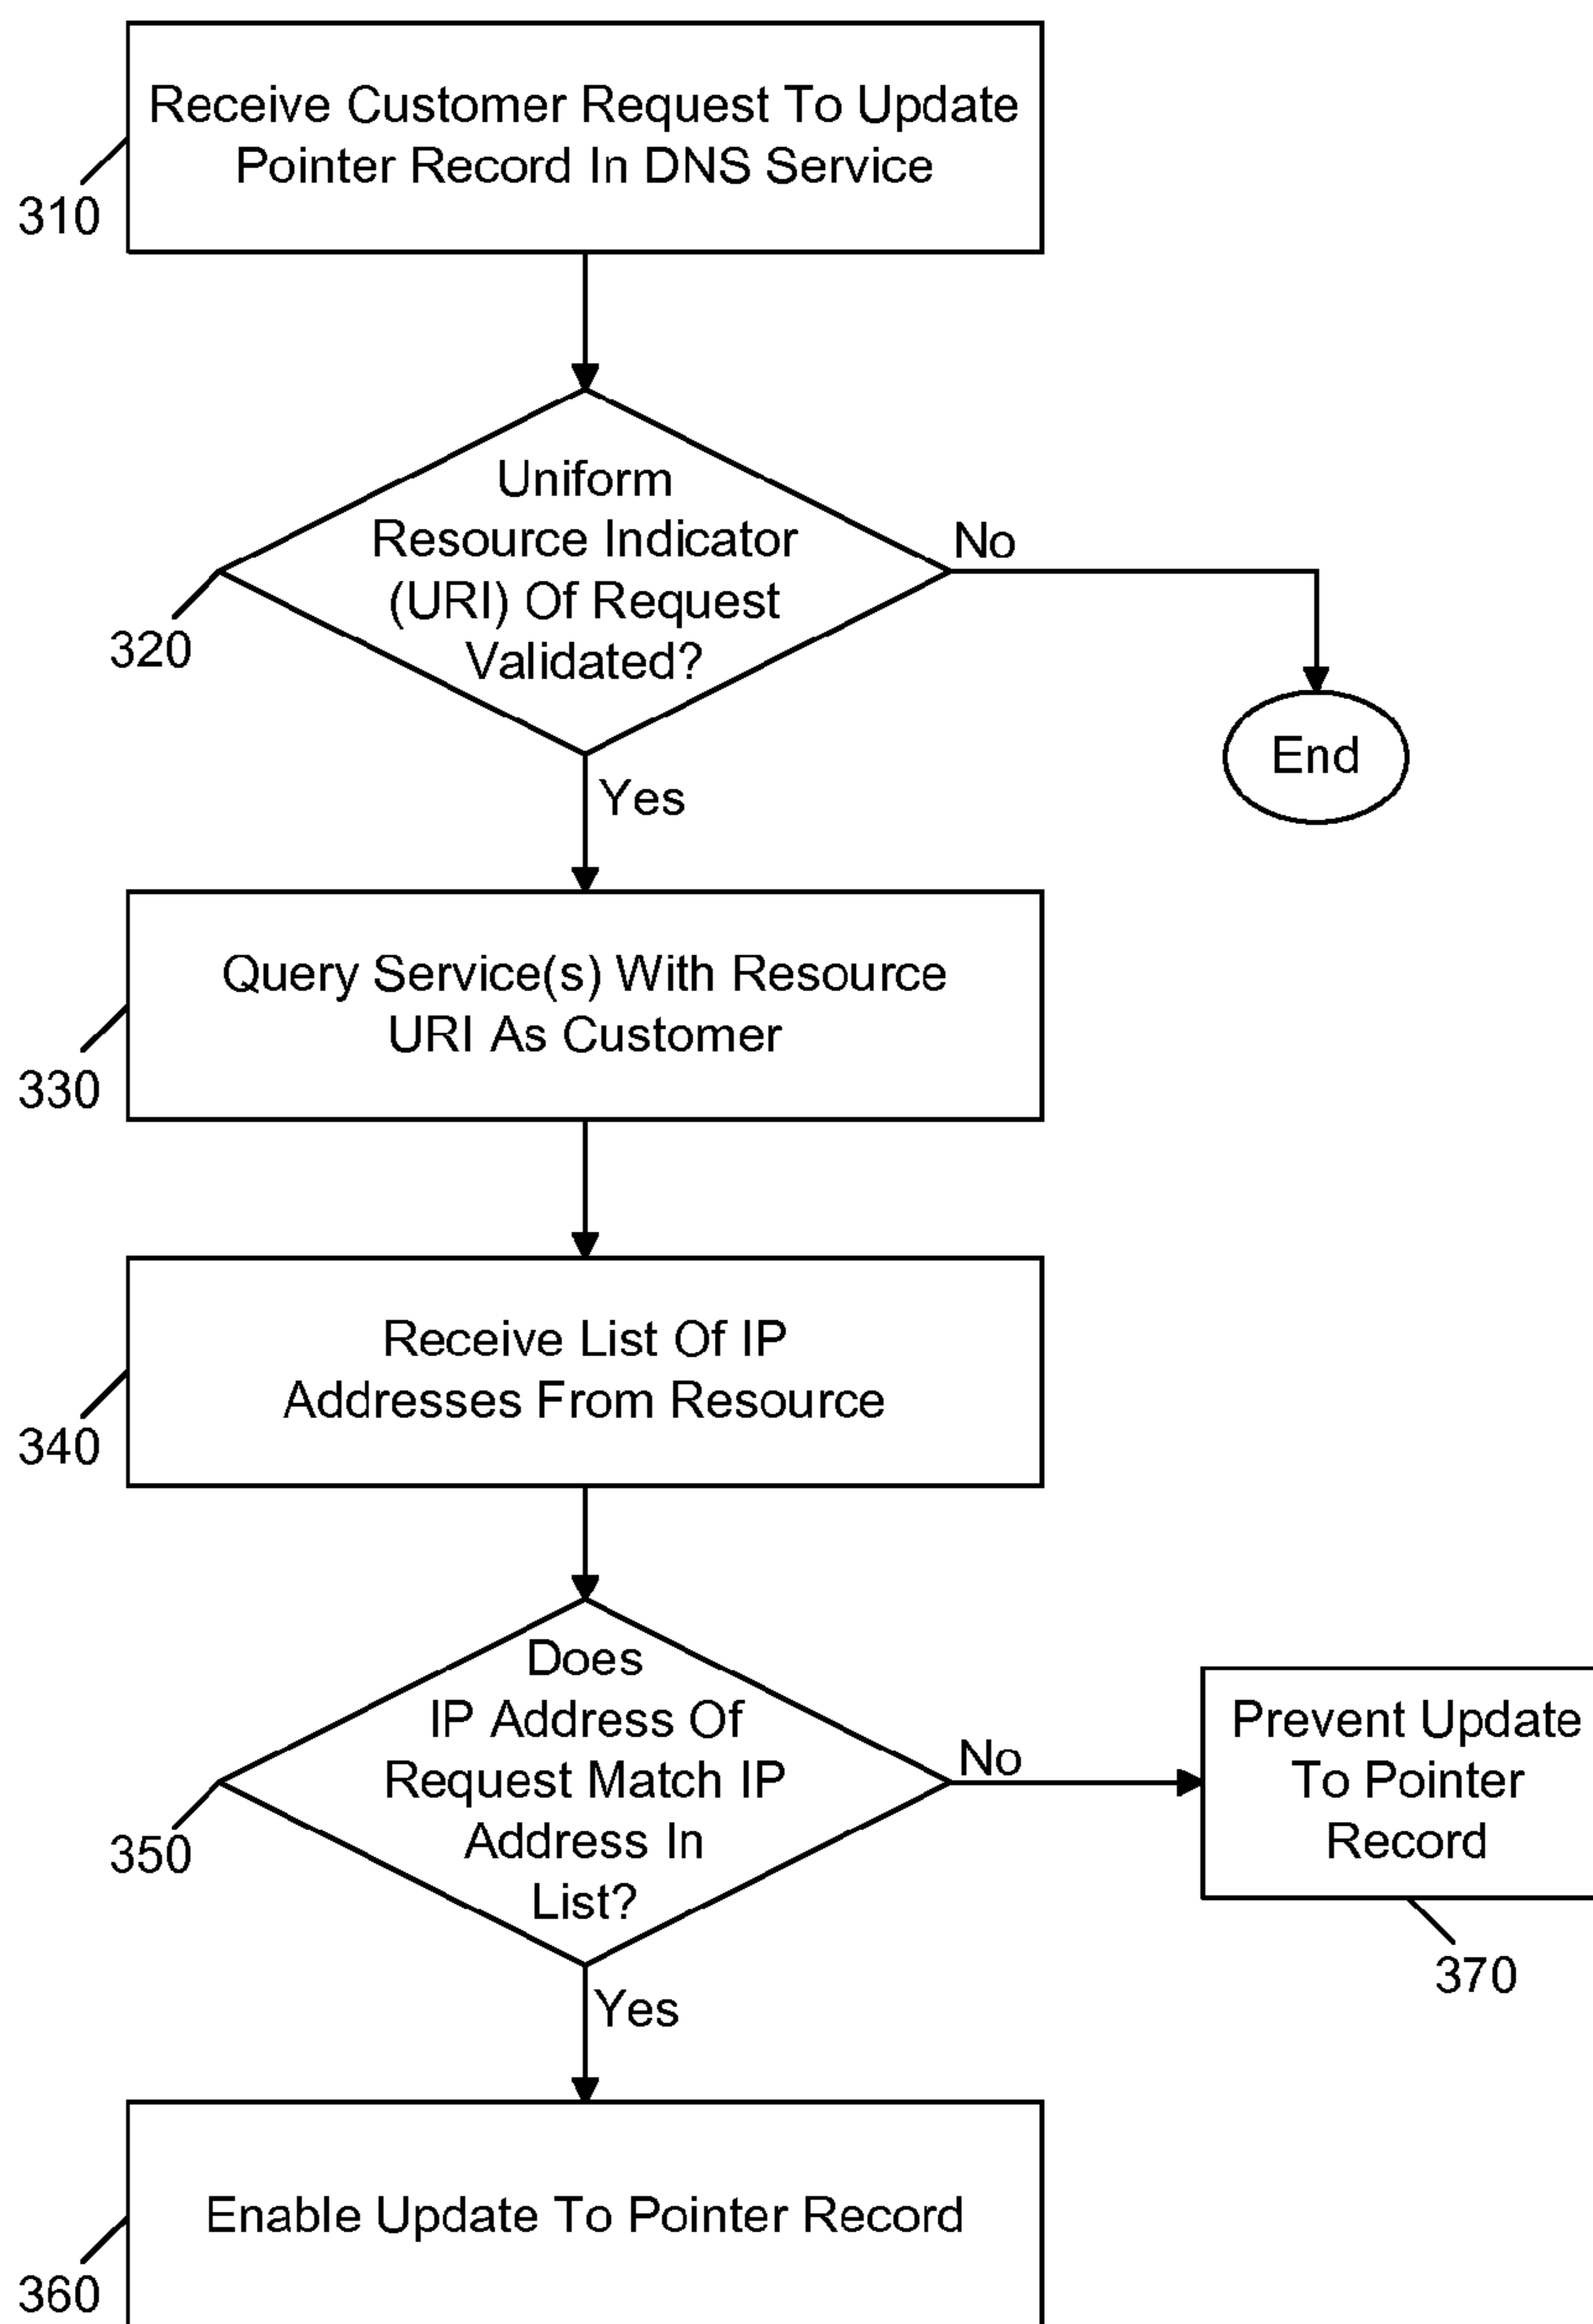 Receive Customer Request To Update
Pointer Record In DNS Service
310
Uniform
Resource Indicator
(URI) Of Request
Validated?
320
No
End
Yes
Query Service(s) With Resource
URI As Customer
330
Receive List Of IP
Addresses From Resource
340
Does
IP Address Of
Request Match IP
Address In
List?
350
No
Prevent Update
To Pointer
Record
370
Yes
Enable Update To Pointer Record
360